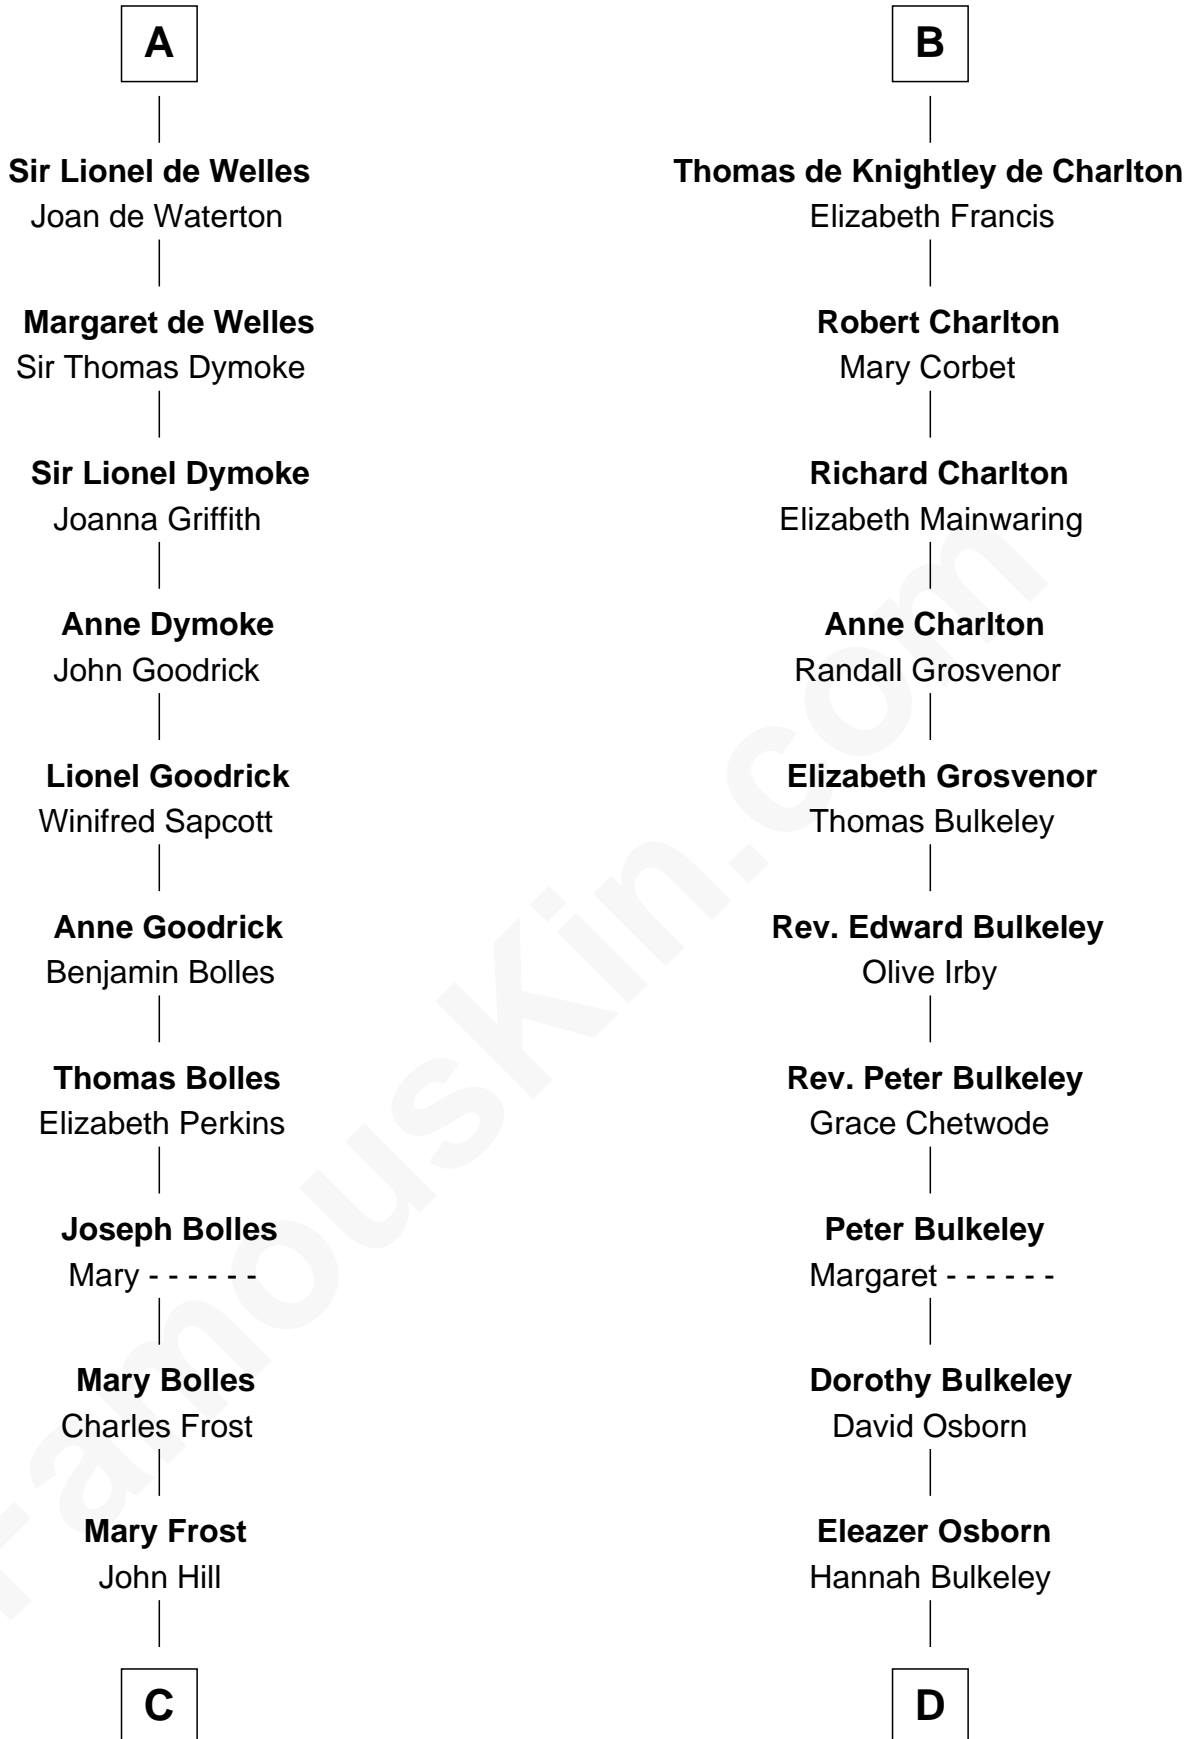 A
Sir Lionel de Welles
Joan de Waterton
Margaret de Welles
Sir Thomas Dymoke
Sir Lionel Dymoke
Joanna Griffith
Anne Dymoke
John Goodrick
Lionel Goodrick
Winifred Sapcott
Anne Goodrick
Benjamin Bolles
Thomas Bolles
Elizabeth Perkins
Joseph Bolles
Mary - - - - - -
Mary Bolles
Charles Frost
Mary Frost
John Hill
C
B
Thomas de Knightley de Charlton
Elizabeth Francis
Robert Charlton
Mary Corbet
Richard Charlton
Elizabeth Mainwaring
Anne Charlton
Randall Grosvenor
Elizabeth Grosvenor
Thomas Bulkeley
Rev. Edward Bulkeley
Olive Irby
Rev. Peter Bulkeley
Grace Chetwode
Peter Bulkeley
Margaret - - - - - -
Dorothy Bulkeley
David Osborn
Eleazer Osborn
Hannah Bulkeley
D
FamousKin.com